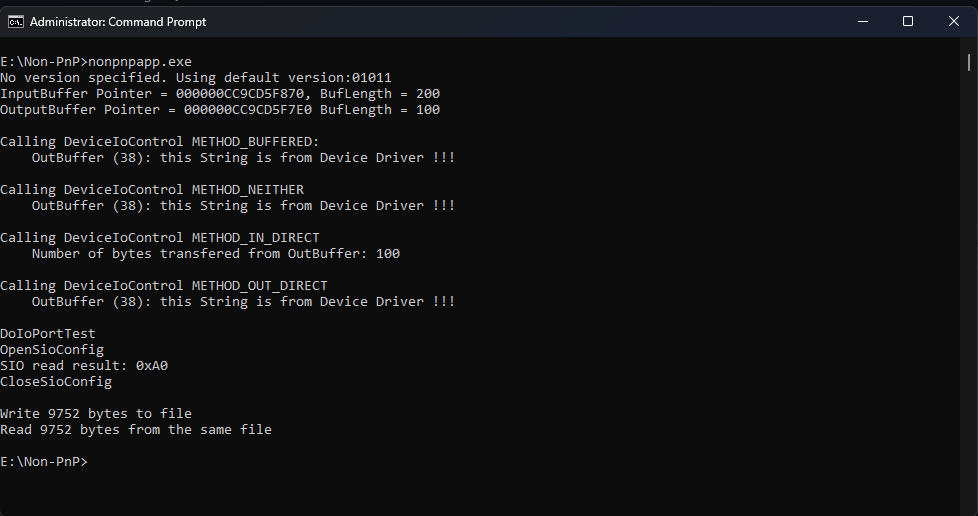 Administrator: Command Prompt
E:\Non-PnP>nonpnpapp.exe
No version specified. Using default version:01011
InputBuffer Pointer = 000000CC9CD5F870, BufLength = 200
OutputBuffer Pointer = 000000CC9CD5F7E0 BufLength = 100
Calling DeviceIoControl METHOD_BUFFERED:
OutBuffer (38): this String is from Device Driver !!!
Calling DeviceIoControl METHOD_NEITHER
OutBuffer (38): this String is from Device Driver !!!
Calling DeviceIoControl METHOD_IN_DIRECT
Number of bytes transfered from OutBuffer: 100
Calling DeviceIoControl METHOD_OUT_DIRECT
OutBuffer (38): this String is from Device Driver !!!
DoIoPortTest
OpenSioConfig
SIO read result: 0xA0
CloseSioConfig
Write 9752 bytes to file
Read 9752 bytes from the same file
E:\Non-PnP>